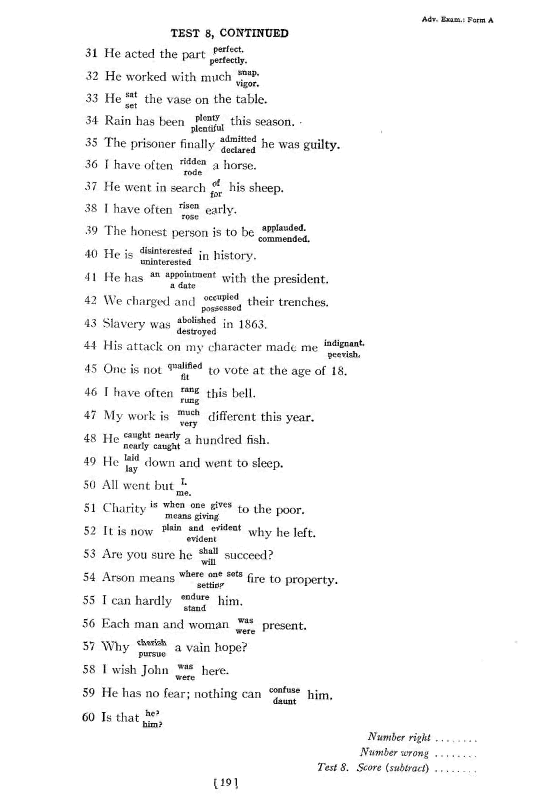 Adv. Exam.: Form A
TEST 8, CONTINUED
31 He acted the part perfect. perfectly.
32 He worked with much snap. vigor.
33 He sat set the vase on the table.
34 Rain has been plenty plentiful this season.
35 The prisoner finally admitted declared he was guilty.
36 I have often ridden rode a horse.
37 He went in search of for his sheep.
38 I have often risen rose early.
39 The honest person is to be applauded. commended.
40 He is disinterested uninterested in history.
41 He has an appointment a date with the president.
42 We charged and occupied possessed their trenches.
43 Slavery was abolished destroyed in 1863.
44 His attack on my character made me indignant. peevish.
45 One is not qualified fit to vote at the age of 18.
46 I have often rang rung this bell.
47 My work is much very different this year.
48 He caught nearly nearly caught a hundred fish.
49 He laid lay down and went to sleep.
50 All went but I. me.
51 Charity is when one gives means giving to the poor.
52 It is now plain and evident evident why he left.
53 Are you sure he shall will succeed?
54 Arson means where one sets setting fire to property.
55 I can hardly endure stand him.
56 Each man and woman was were present.
57 Why cherish pursue a vain hope?
58 I wish John was were here.
59 He has no fear; nothing can confuse daunt him.
60 Is that he? him?
Number right ........
Number wrong ........
Test 8. Score (subtract) ........
[ 19 ]